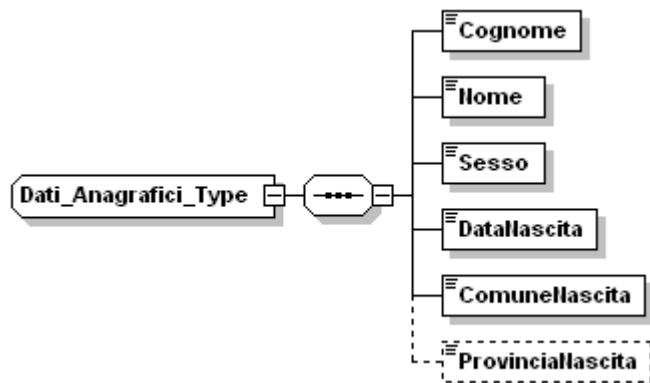 Cognome
Nome
Sesso
Dati_Anagrafici_Type
DataNascita
ComuneNascita
ProvinciaNascita